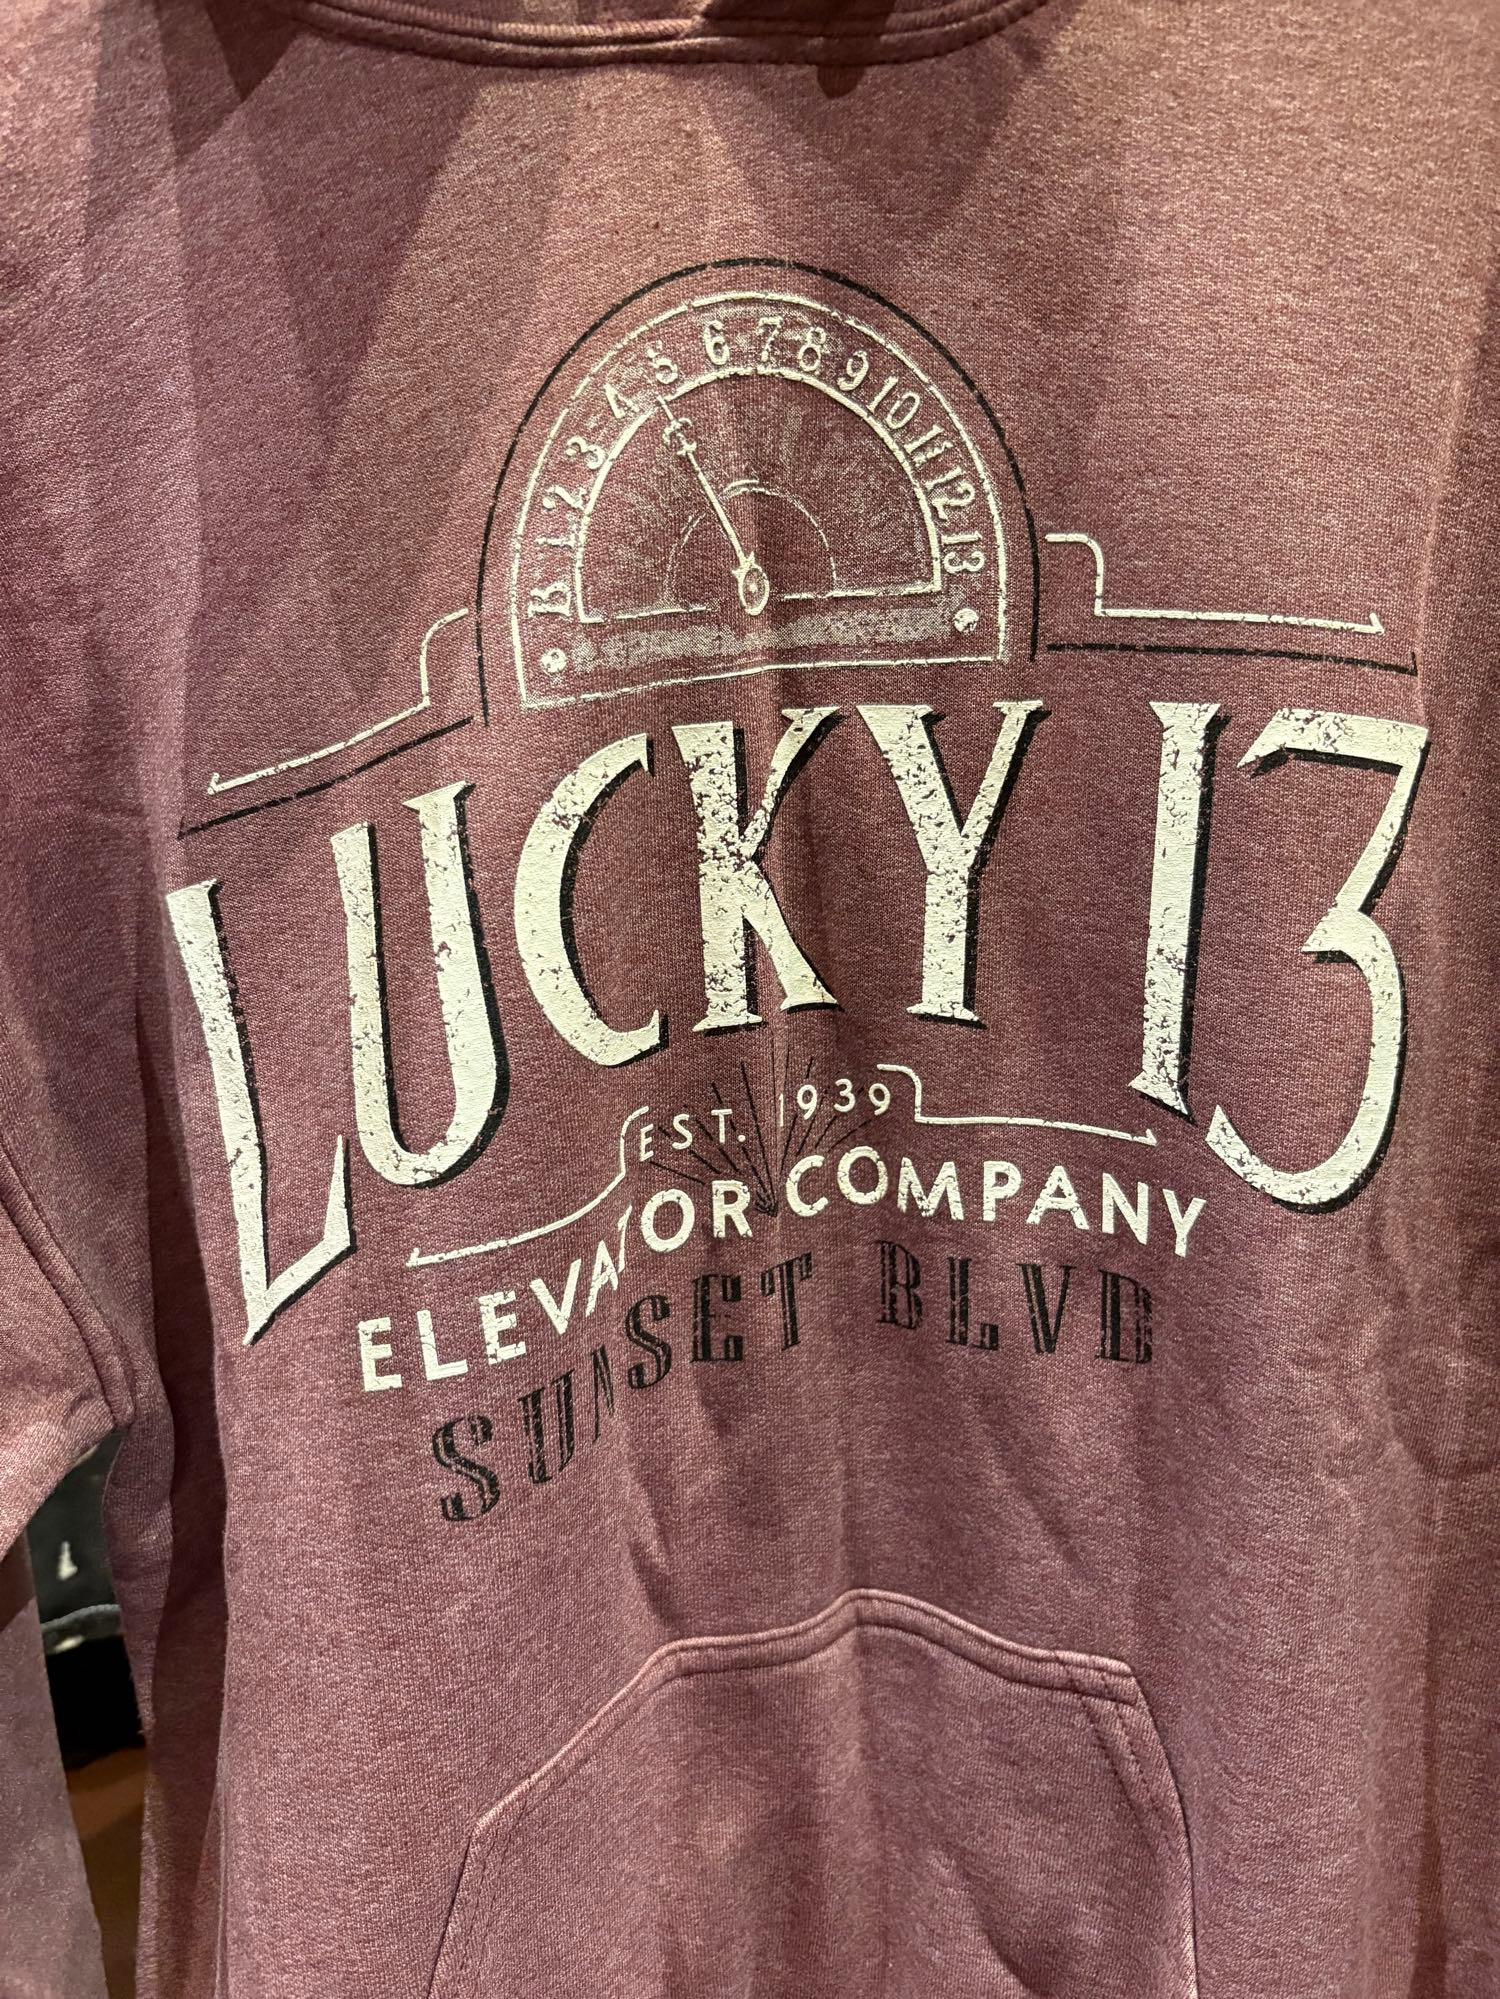 B 1 2 3 4 5 6 7 8 9 10 11 12 13
LUCKY 13
EST. 1939
ELEVATOR COMPANY
SUNSET BLVD